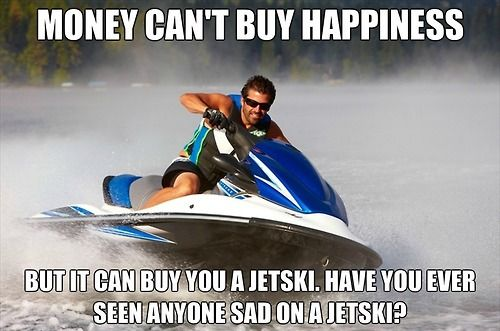 MONEY CAN'T BUY HAPPINESS
BUT IT CAN BUY YOU A JETSKI. HAVE YOU EVER
SEEN ANYONE SAD ON A JETSKI?